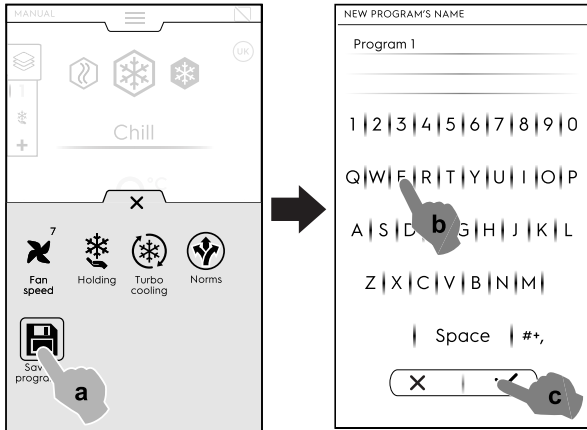 MANUAL
UK
Chill
°C
7
Fan
speed
Holding
Turbo
cooling
Norms
a
NEW PROGRAM'S NAME
Program 1
1 2 3 4 5 6 7 8 9 0
Q W E R T Y U I O P
A S D G H J K L
b
Z X C V B N M
Space #+,
c